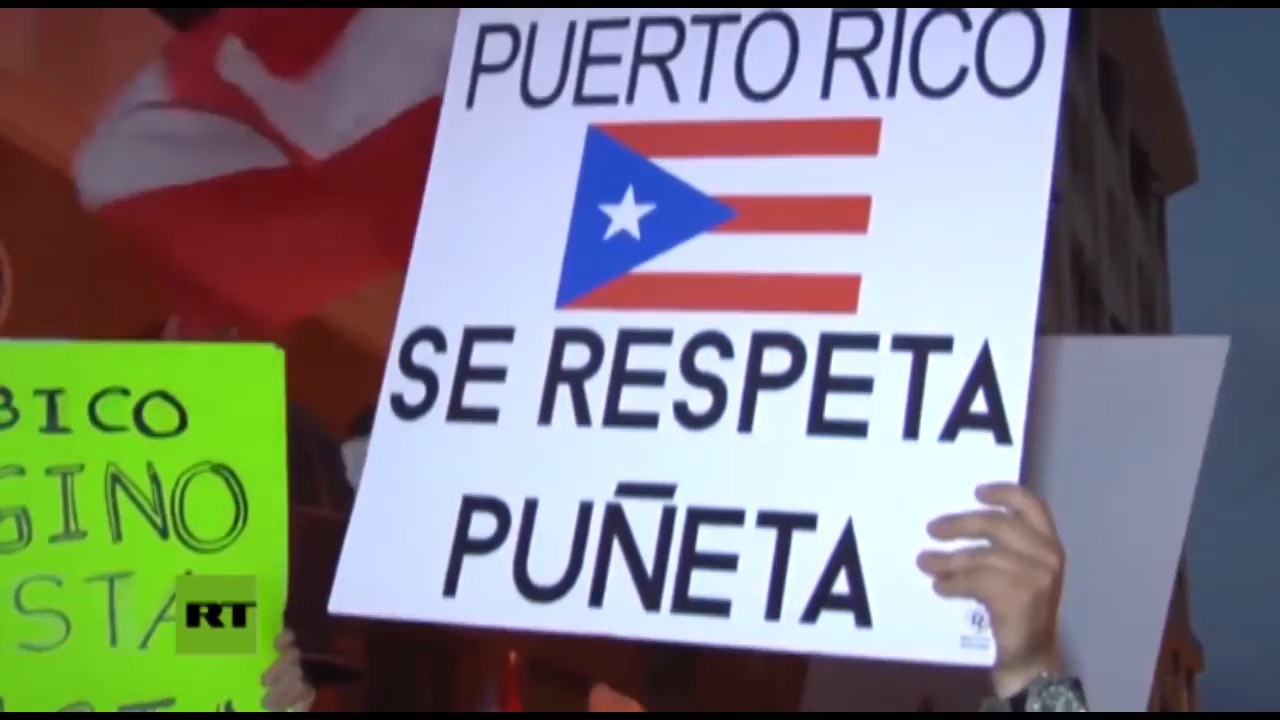 PUERTO RICO
SE RESPETA
PUÑETA
BICO
GINO
STA
RT